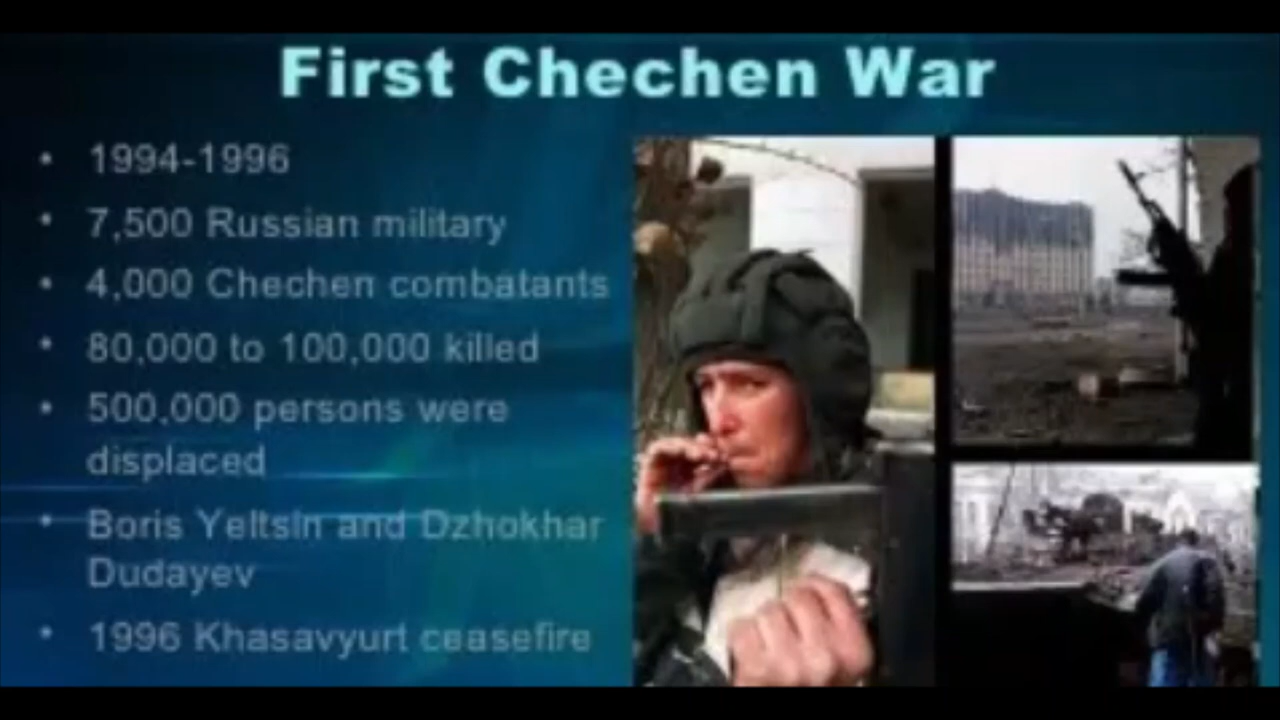 First Chechen War
• 1994-1996
• 7,500 Russian military
• 4,000 Chechen combatants
• 80,000 to 100,000 killed
• 500.000 persons were
displaced
• Boris Yeltsin and Dzhokhar
Dudayev
• 1996 Khasavyurt ceasefire